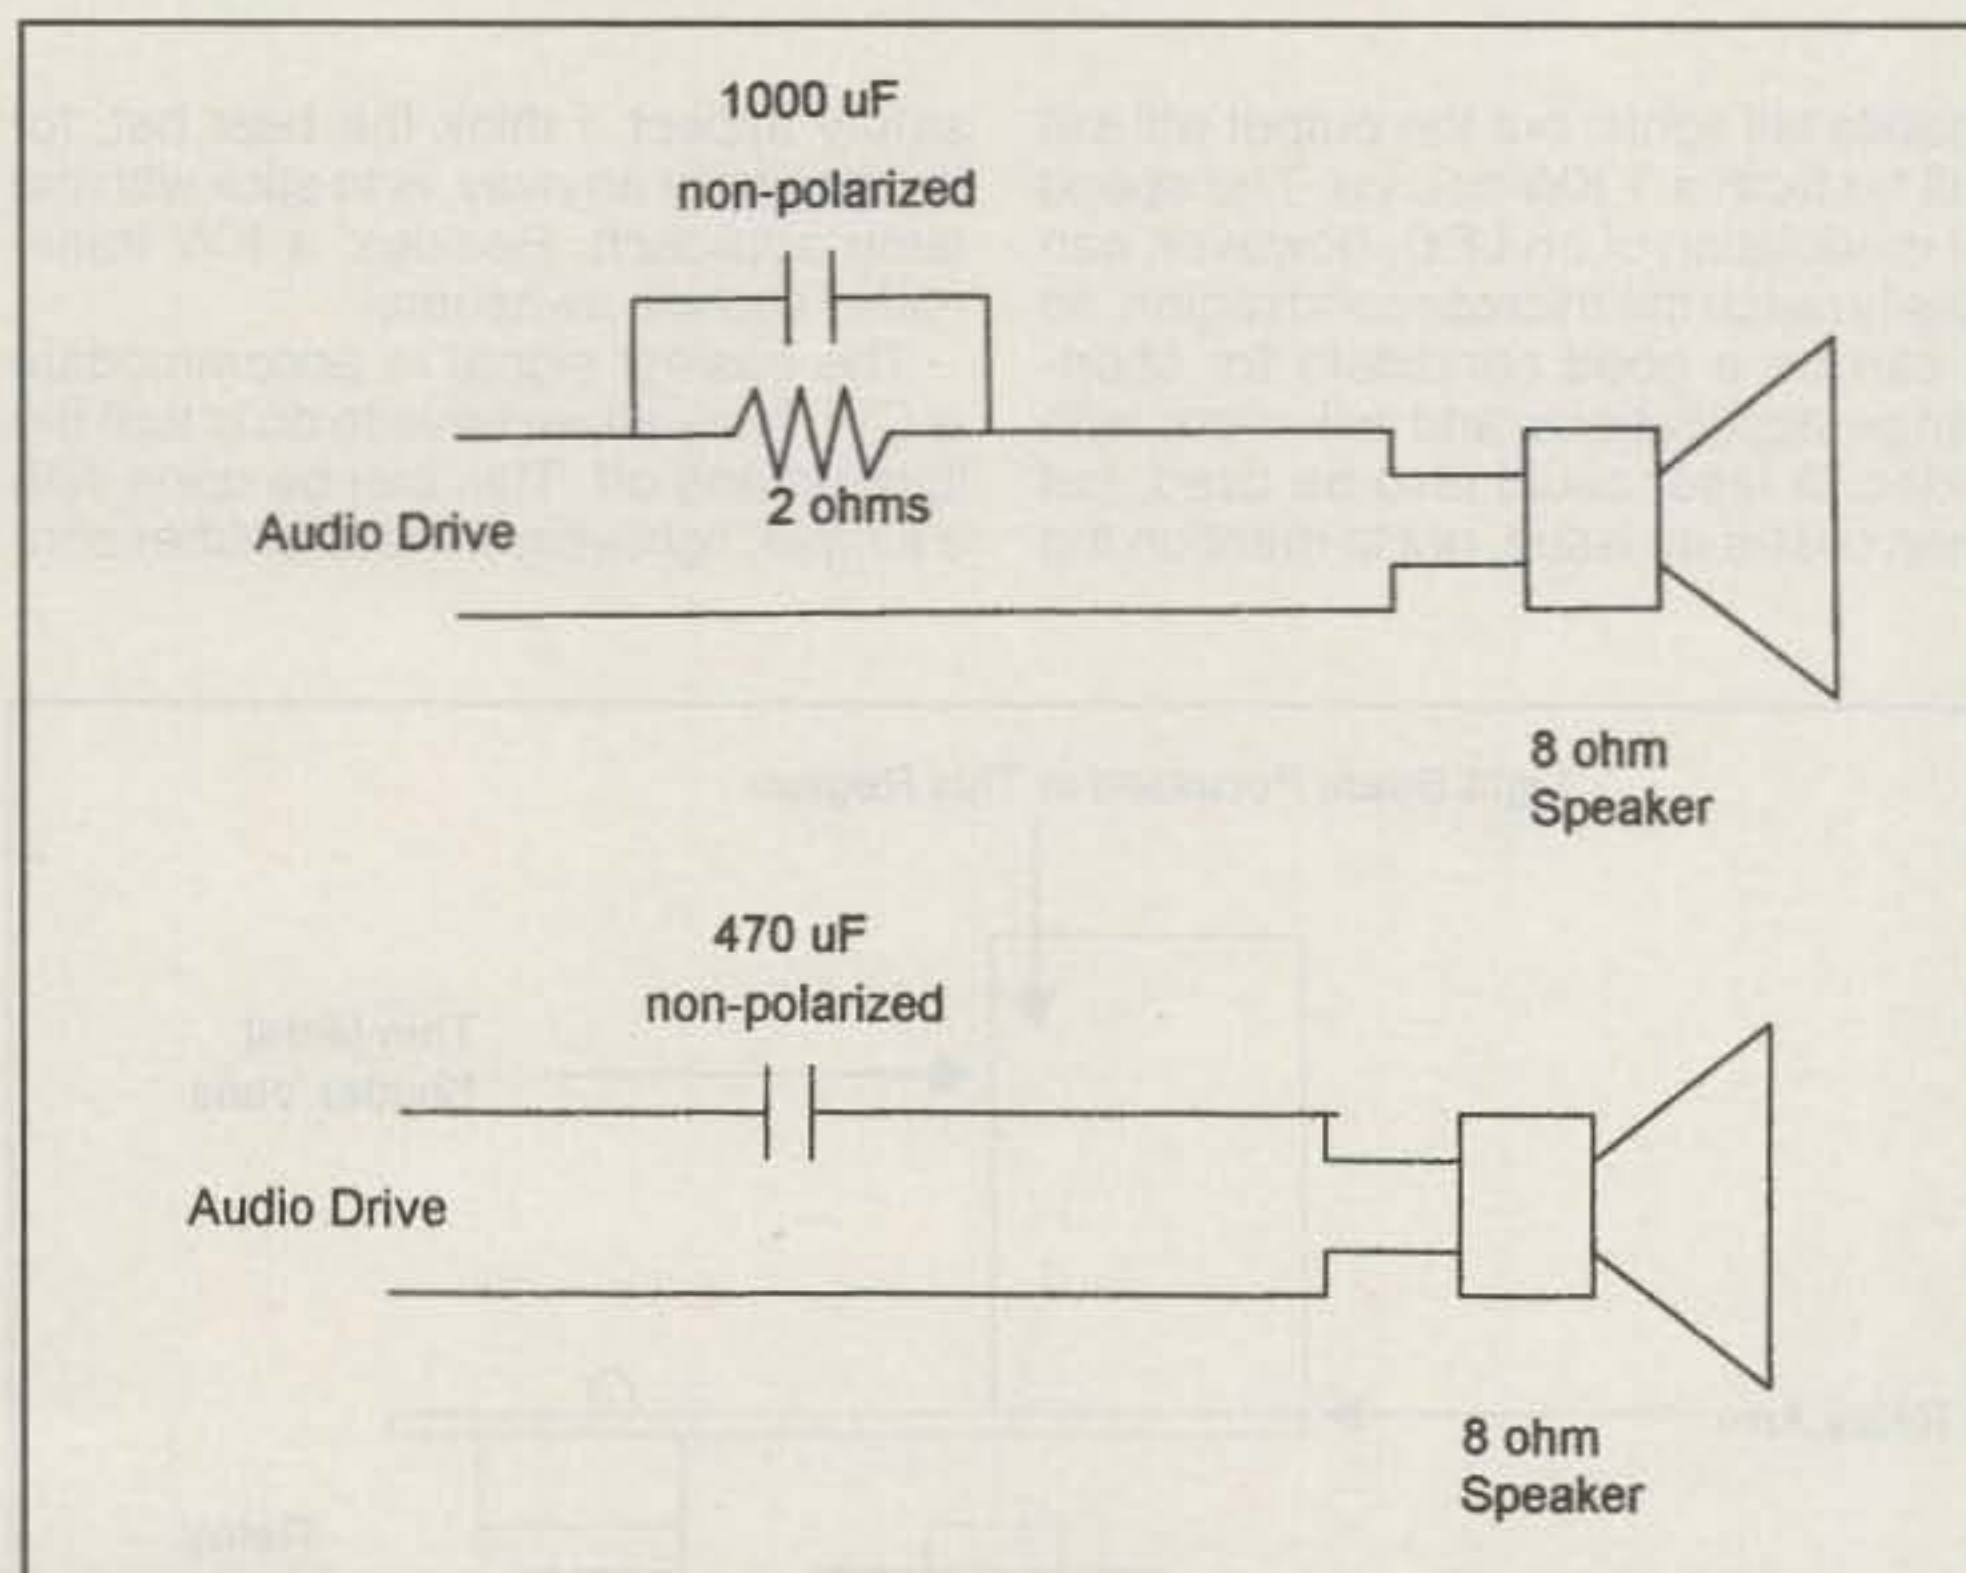 1000 uF
non-polarized
2 ohms
Audio Drive
8 ohm
Speaker
470 uF
non-polarized
Audio Drive
8 ohm
Speaker